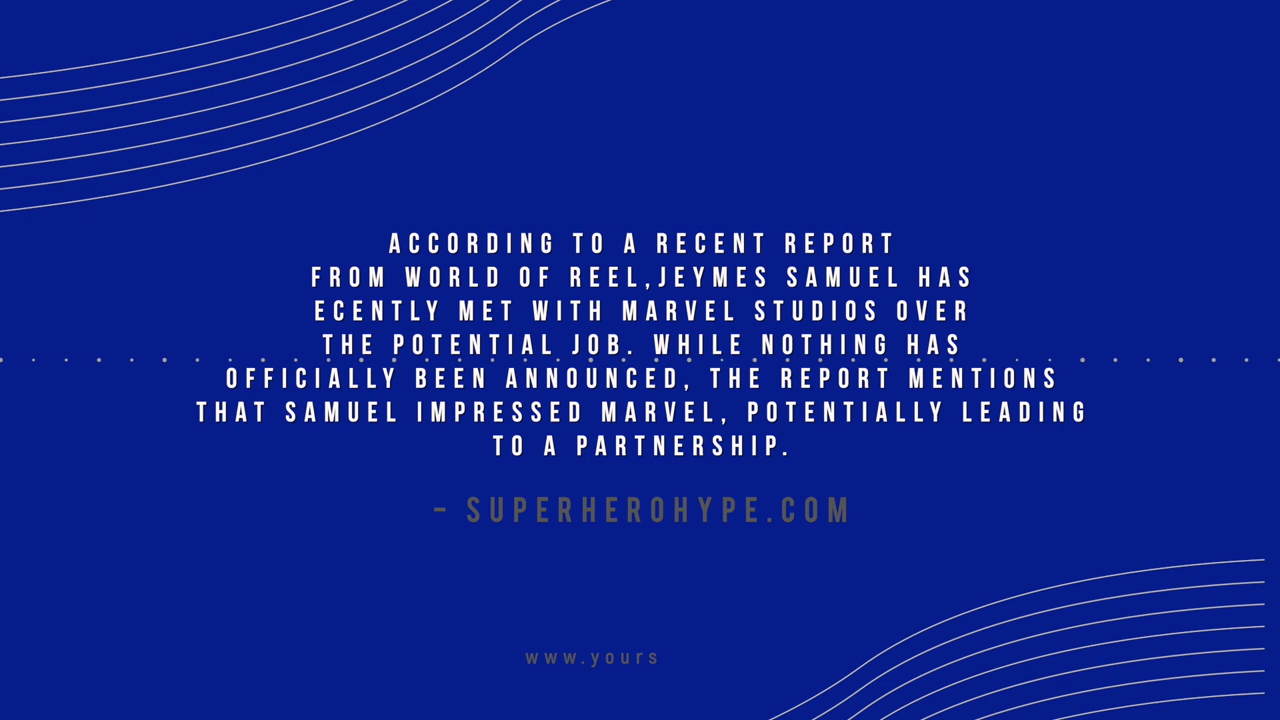 ACCORDING TO A RECENT REPORT
FROM WORLD OF REEL,JEYMES SAMUEL HAS
ECENTLY MET WITH MARVEL STUDIOS OVER
THE POTENTIAL JOB. WHILE NOTHING HAS
OFFICIALLY BEEN ANNOUNCED, THE REPORT MENTIONS
THAT SAMUEL IMPRESSED MARVEL, POTENTIALLY LEADING
TO A PARTNERSHIP.
– SUPERHEROHYPE.COM
www.yours